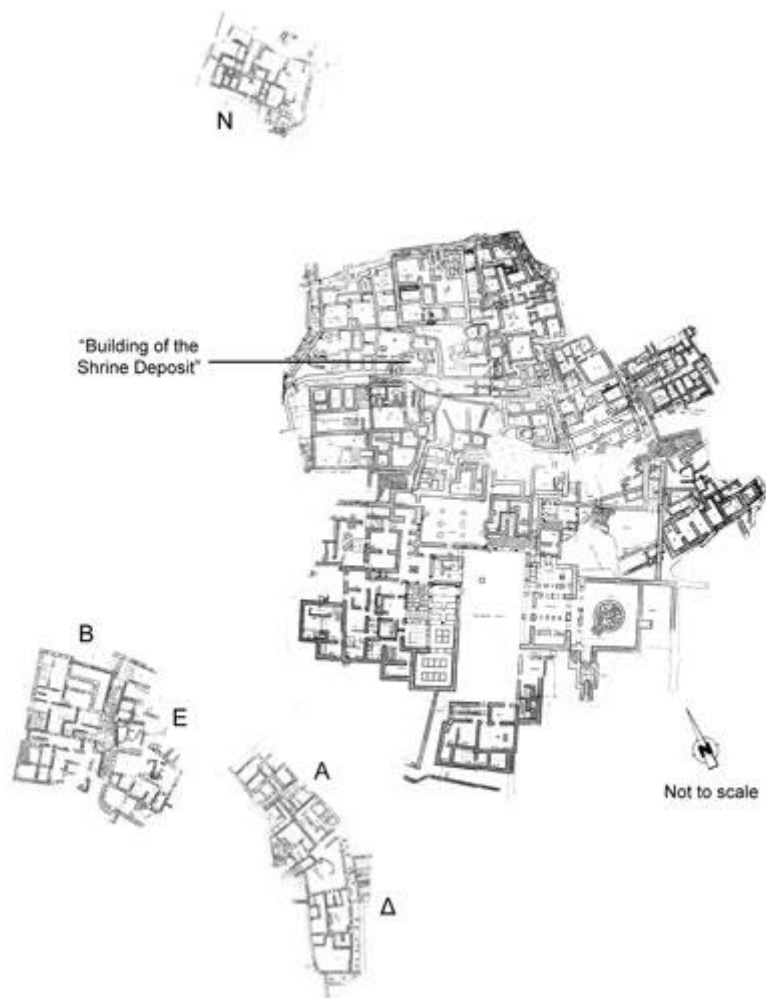 N
"Building of the
Shrine Deposit"
B
E
A
N
Not to scale
Δ